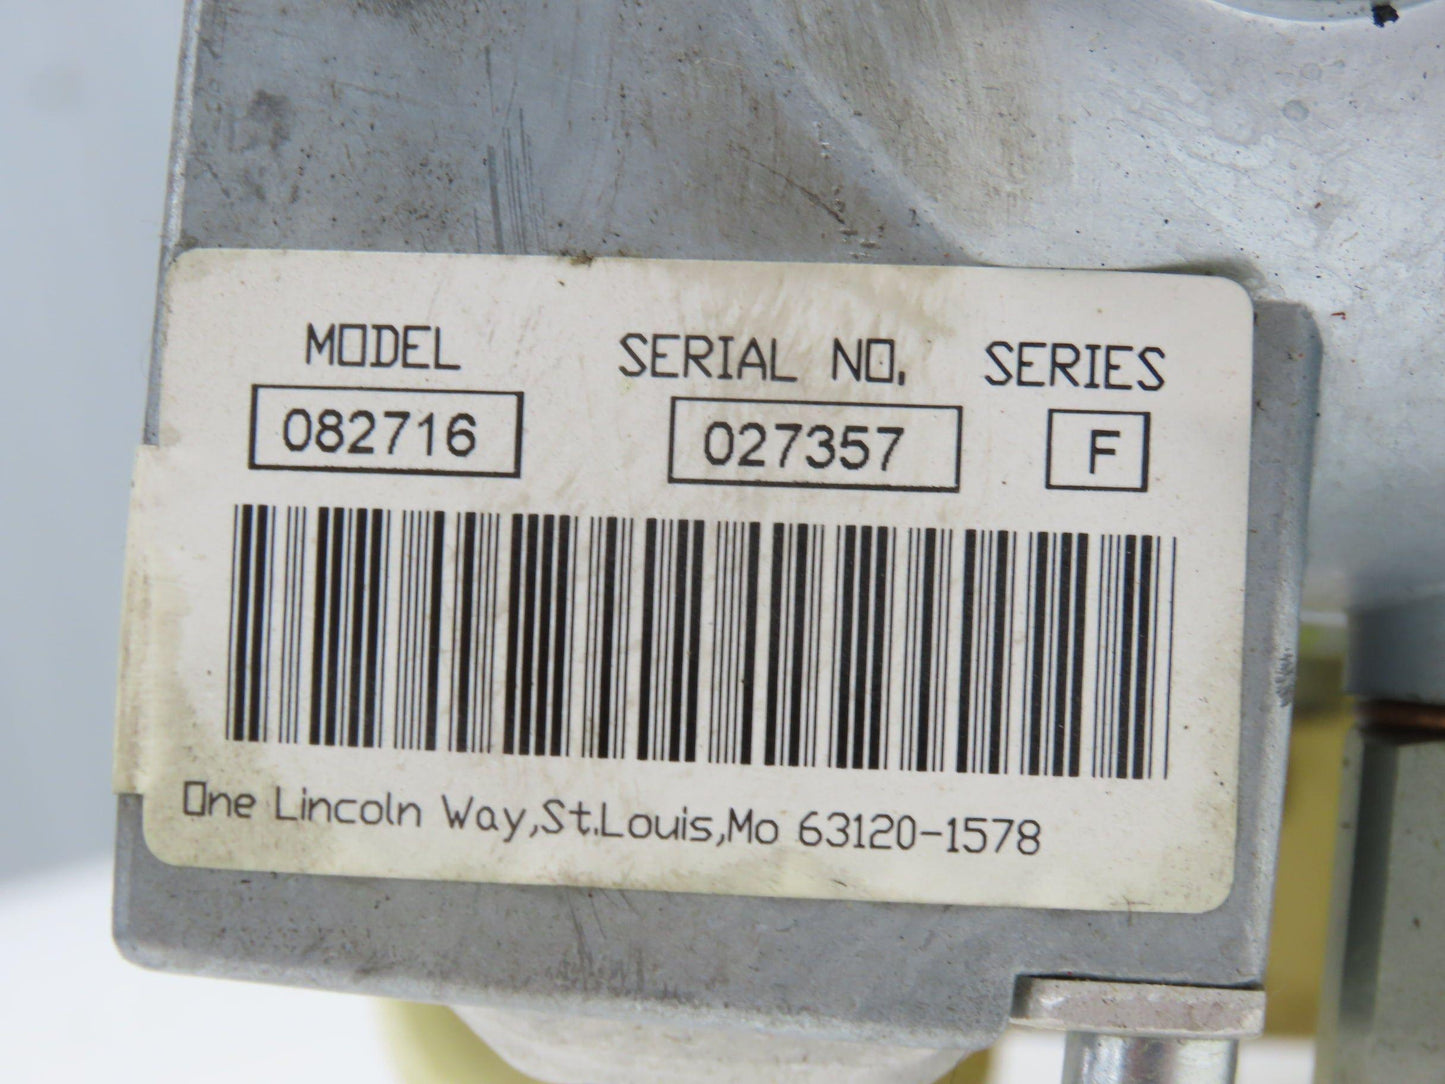 MODEL SERIAL NO. SERIES
082716 027357 F
One Lincoln Way,St.Louis,Mo 63120-1578